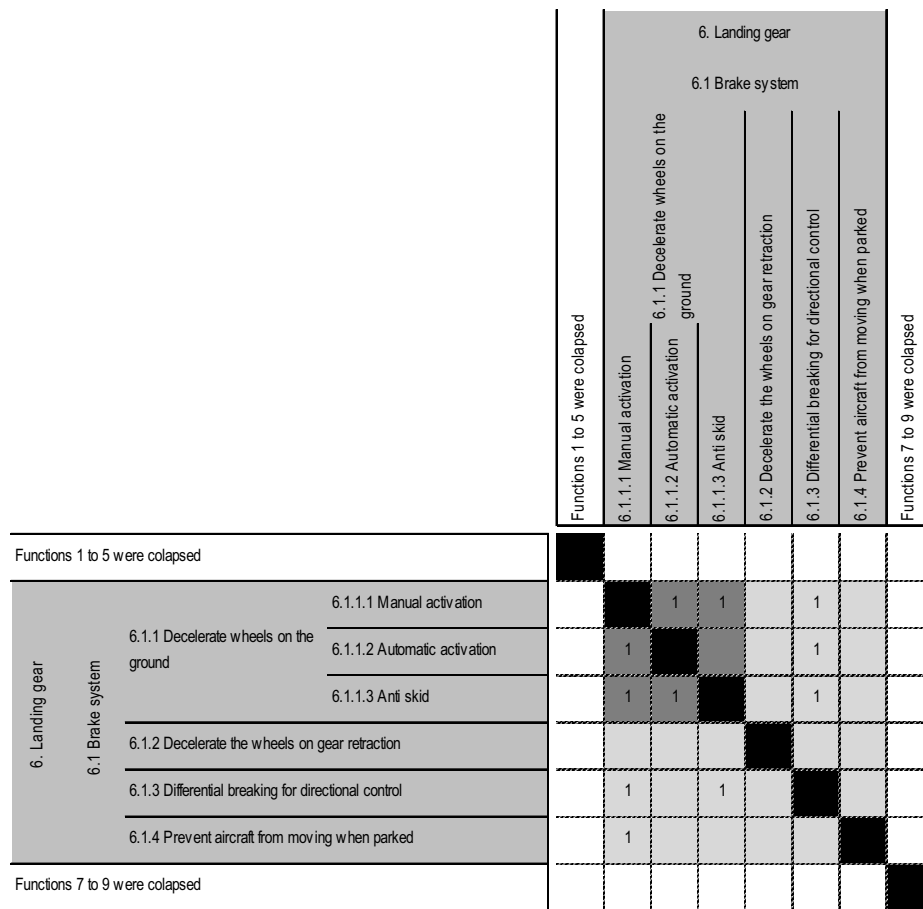 6. Landing gear
6.1 Brake system
6.1.1 Decelerate wheels on the
ground
Functions 1 to 5 were colapsed
6.1.1.1 Manual activation
6.1.1.2 Automatic activation
6.1.1.3 Anti skid
6.1.2 Decelerate the wheels on gear retraction
6.1.3 Differential breaking for directional control
6.1.4 Prevent aircraft from moving when parked
Functions 7 to 9 were colapsed
Functions 1 to 5 were colapsed
6. Landing gear
6.1 Brake system
6.1.1 Decelerate wheels on the
ground
6.1.1.1 Manual activation
1 1 1
6.1.1.2 Automatic activation
1 1
6.1.1.3 Anti skid
1 1 1
6.1.2 Decelerate the wheels on gear retraction
6.1.3 Differential breaking for directional control
1 1
6.1.4 Prevent aircraft from moving when parked
1
Functions 7 to 9 were colapsed